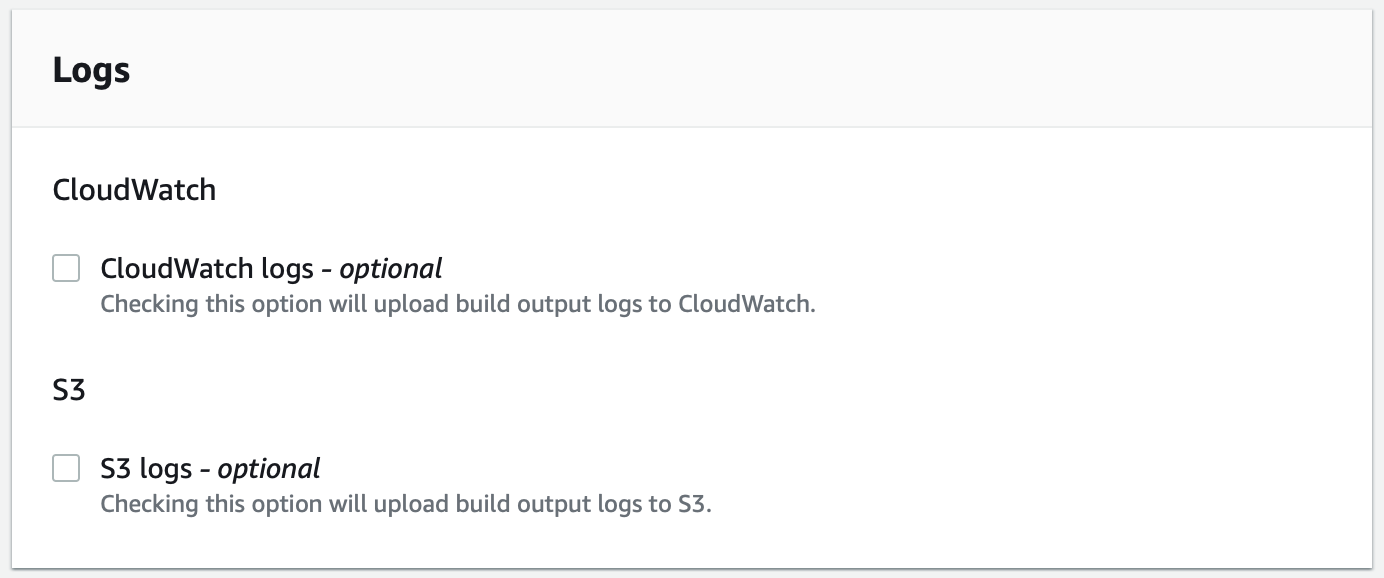 Logs
CloudWatch
CloudWatch logs - optional
Checking this option will upload build output logs to CloudWatch.
S3
S3 logs - optional
Checking this option will upload build output logs to S3.